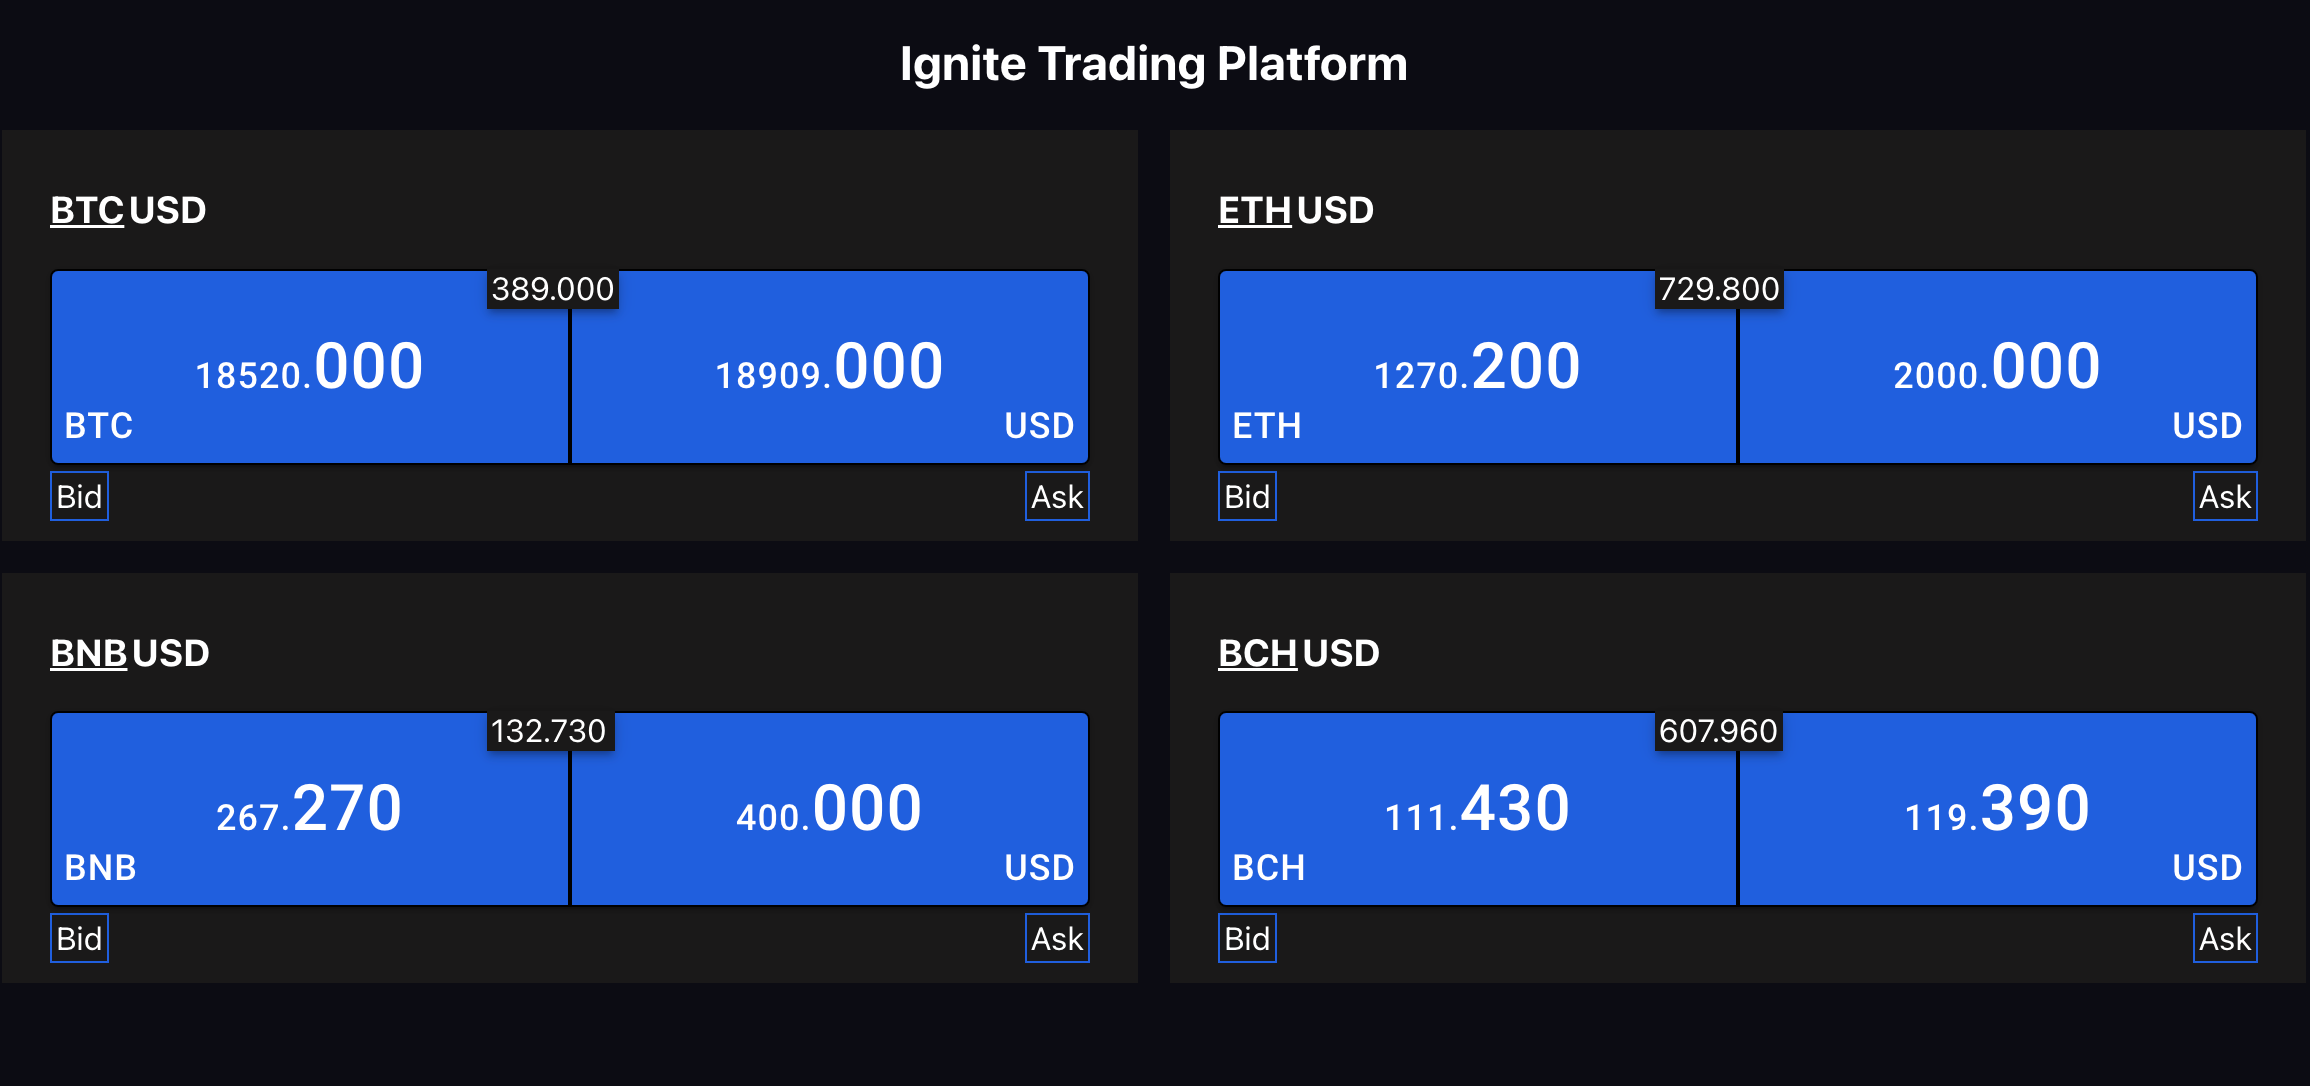 Ignite Trading Platform
BTC USD
389.000
18520.000
18909.000
BTC
USD
Bid
Ask
ETH USD
729.800
1270.200
2000.000
ETH
USD
Bid
Ask
BNB USD
132.730
267.270
400.000
BNB
USD
Bid
Ask
BCH USD
607.960
111.430
119.390
BCH
USD
Bid
Ask